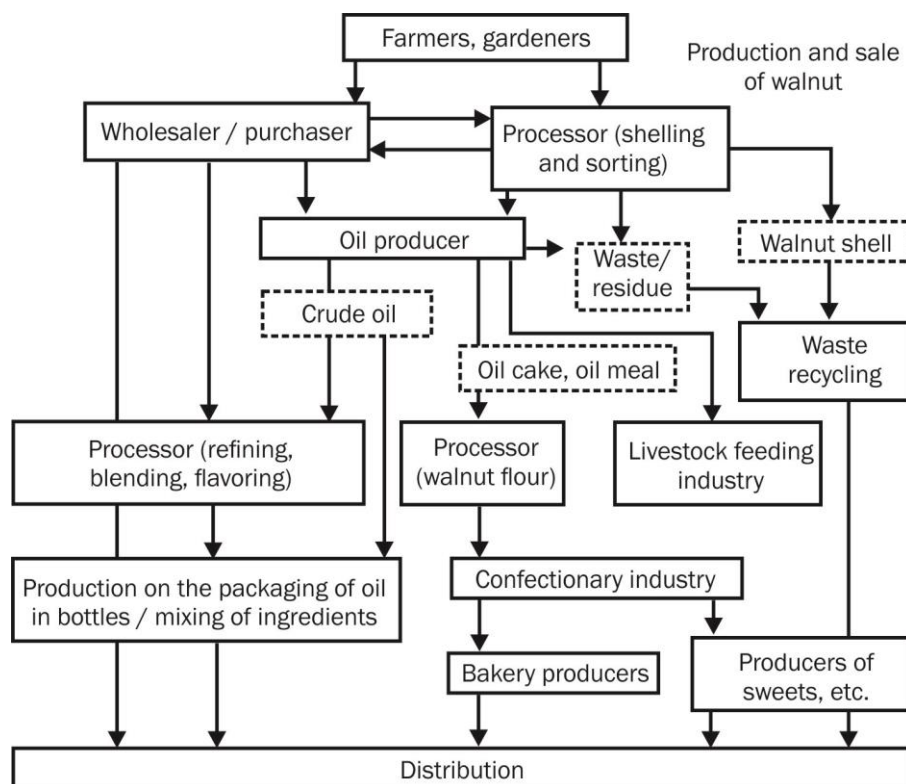 Farmers, gardeners
Production and sale
of walnut
Wholesaler / purchaser
Processor (shelling
and sorting)
Oil producer
Waste/
residue
Walnut shell
Crude oil
Oil cake, oil meal
Waste
recycling
Processor (refining,
blending, flavoring)
Processor
(walnut flour)
Livestock feeding
industry
Production on the packaging of oil
in bottles / mixing of ingredients
Confectionary industry
Bakery producers
Producers of
sweets, etc.
Distribution